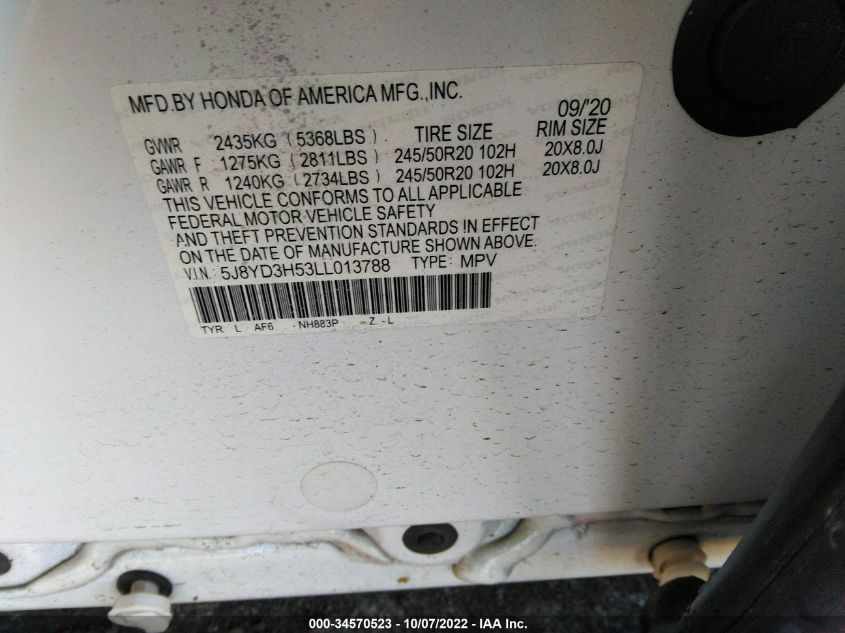 MFD.BY HONDA OF AMERICA MFG.,INC.
09/'20
GVWR 2435KG (5368LBS) TIRE SIZE RIM SIZE
GAWR F 1275KG (2811LBS) 245/50R20 102H 20X8.0J
GAWR R 1240KG (2734LBS) 245/50R20 102H 20X8.0J
THIS VEHICLE CONFORMS TO ALL APPLICABLE
FEDERAL MOTOR VEHICLE SAFETY
AND THEFT PREVENTION STANDARDS IN EFFECT
ON THE DATE OF MANUFACTURE SHOWN ABOVE.
V.I.N: 5J8YD3H53LL013788 TYPE: MPV
TYR L AF6 -NH883P -Z -L
000-34570523 - 10/07/2022 - IAA Inc.